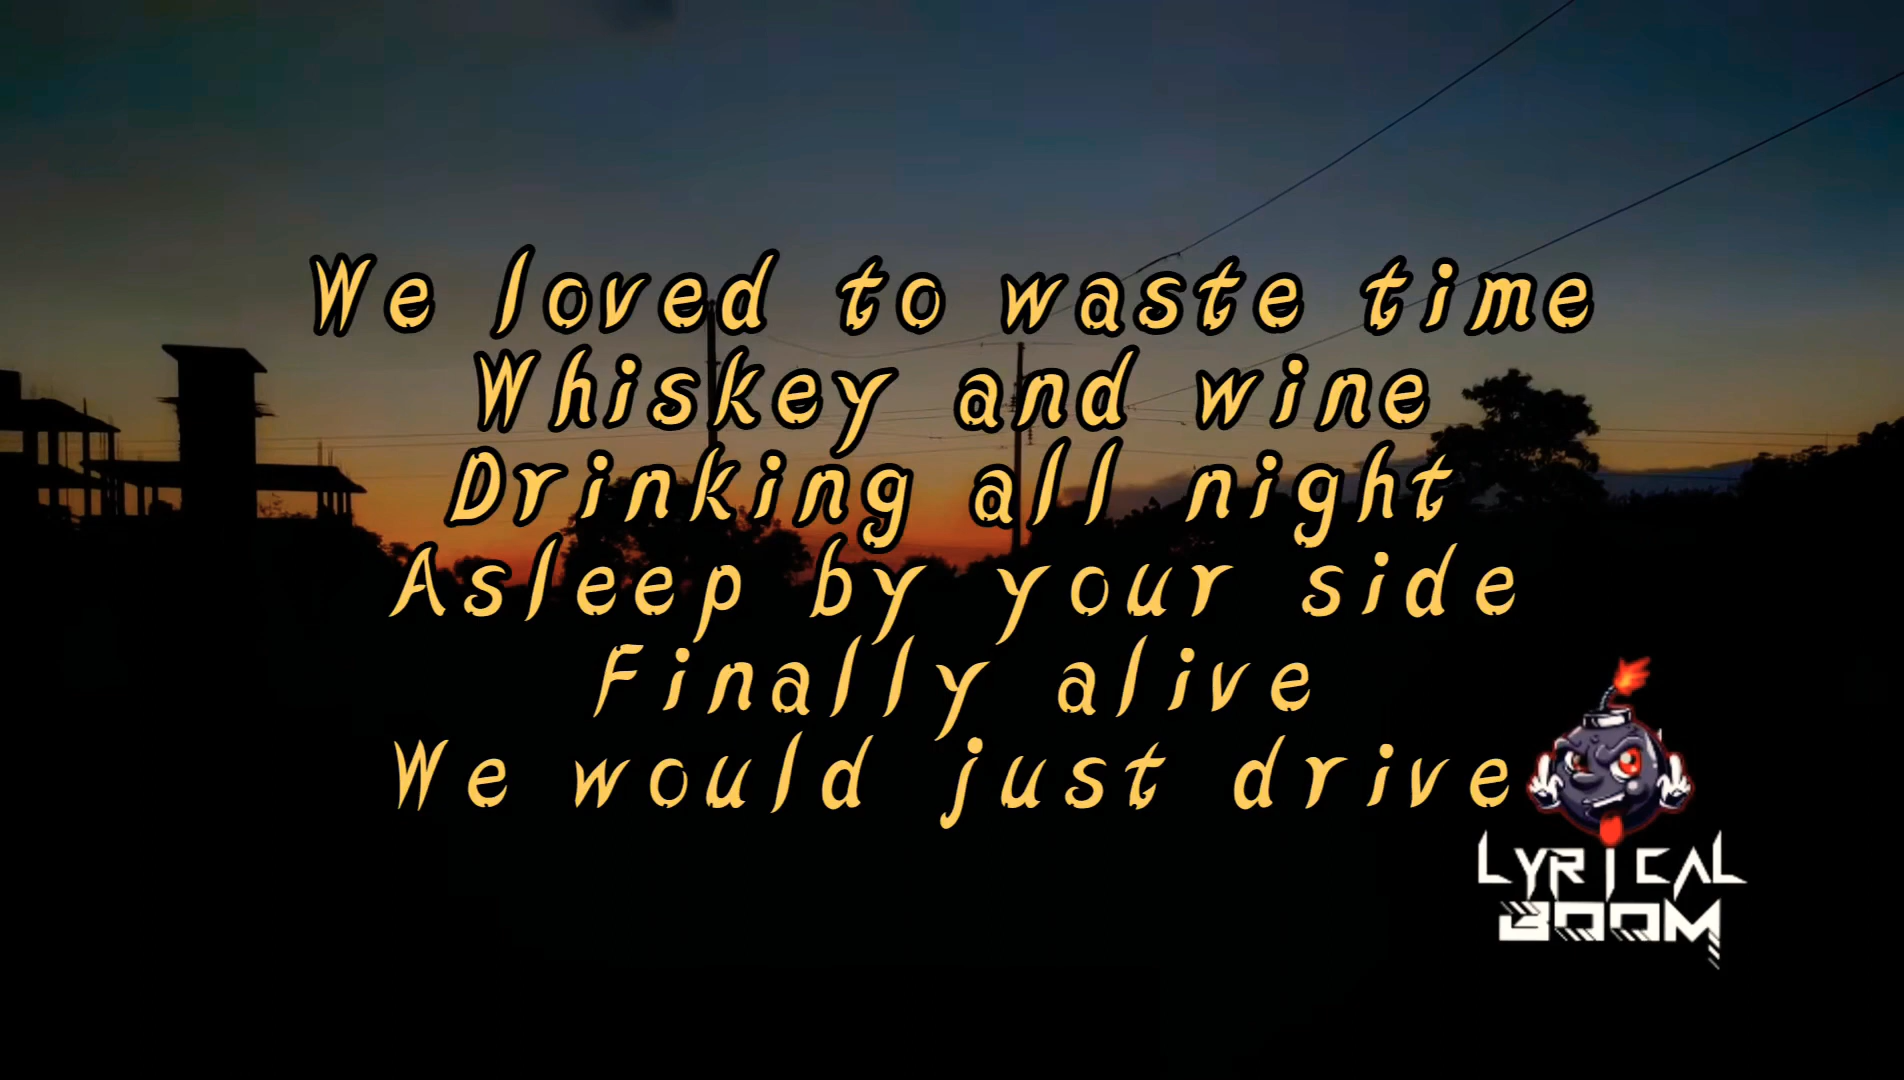 We loved to waste time
Whiskey and wine
Drinking all night
Asleep by your side
Finally alive
We would just drive
LYRICAL
BOOM